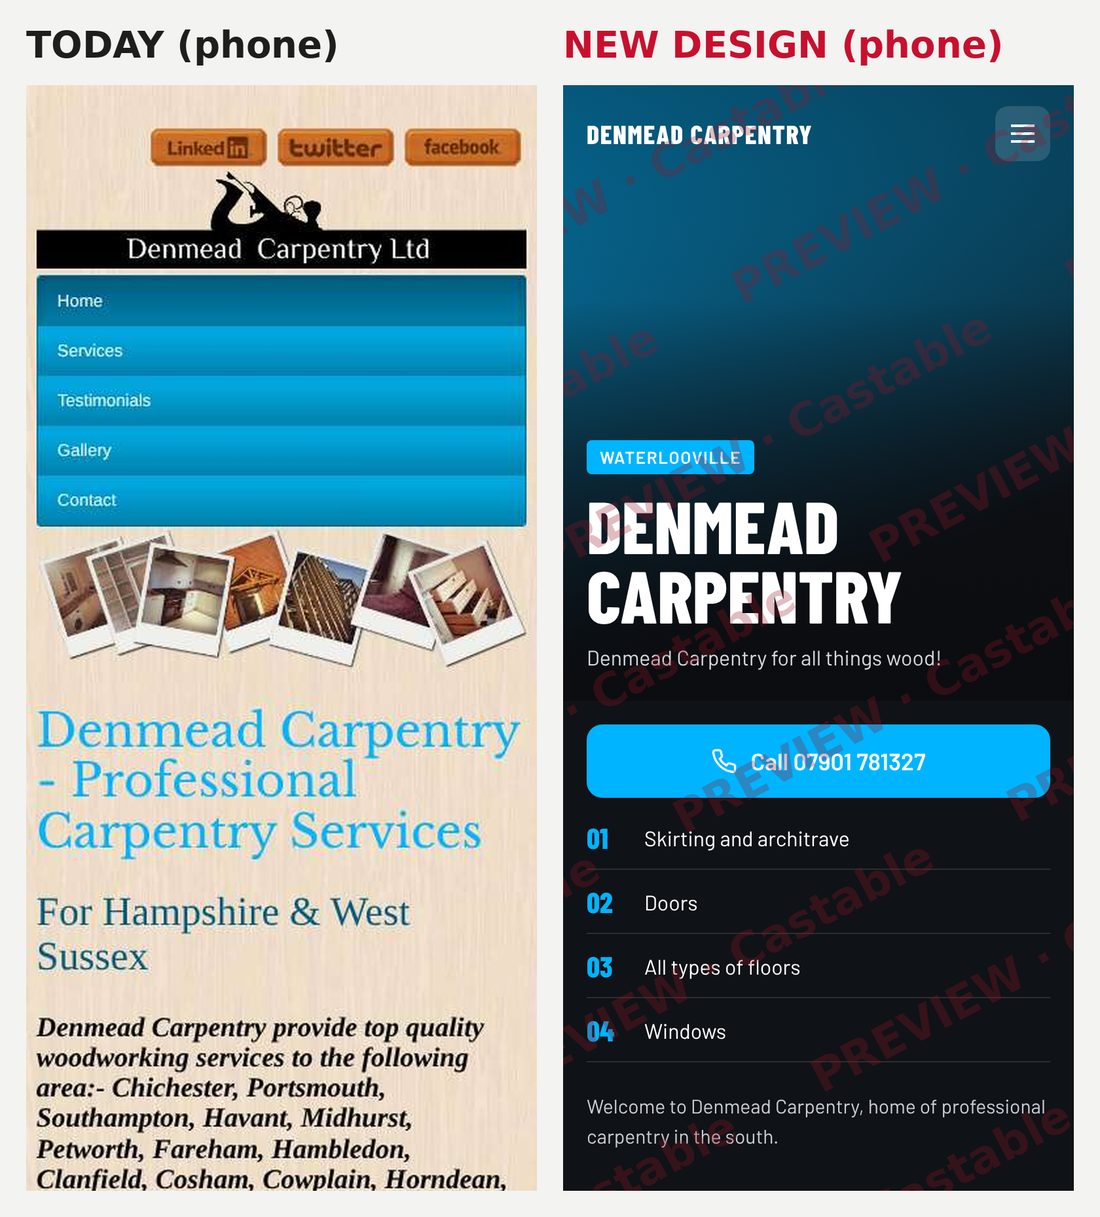 TODAY (phone)
Linked in
twitter
facebook
Denmead Carpentry Ltd
Home
Services
Testimonials
Gallery
Contact
Denmead Carpentry
- Professional
Carpentry Services
For Hampshire & West
Sussex
Denmead Carpentry provide top quality
woodworking services to the following
area:- Chichester, Portsmouth,
Southampton, Havant, Midhurst,
Petworth, Fareham, Hambledon,
Clanfield, Cosham, Cowplain, Horndean,
NEW DESIGN (phone)
DENMEAD CARPENTRY
WATERLOOVILLE
DENMEAD
CARPENTRY
Denmead Carpentry for all things wood!
Call 07901 781327
01 Skirting and architrave
02 Doors
03 All types of floors
04 Windows
Welcome to Denmead Carpentry, home of professional
carpentry in the south.
PREVIEW · Castable